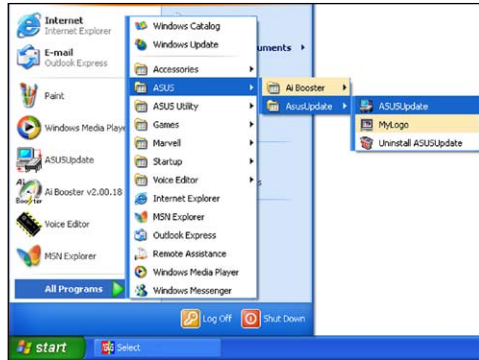 Internet
Internet Explorer
E-mail
Outlook Express
Paint
Windows Media Playe
ASUSUpdate
Ai Booster v2.00.18
Voice Editor
MSN Explorer
All Programs
Windows Catalog
Windows Update
Accessories
ASUS
ASUS Utility
Games
Marvell
Startup
Voice Editor
Internet Explorer
MSN Explorer
Outlook Express
Remote Assistance
Windows Media Player
Windows Messenger
uments
s
Ai Booster
AsusUpdate
ASUSUpdate
MyLogo
Uninstall ASUSUpdate
Log Off
Shut Down
start
Select